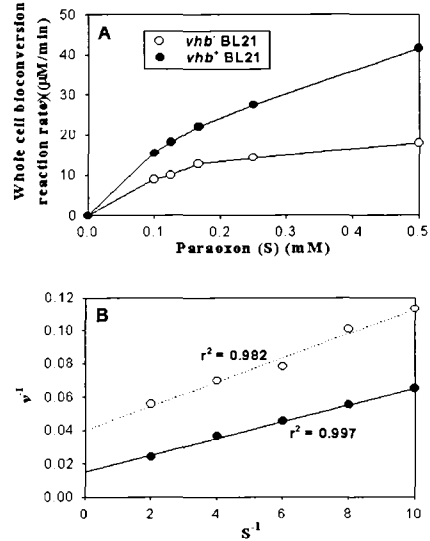 Whole cell bioconversion
reaction rate)(μM/min)
50
40
30
20
10
0
A
vhb- BL21
vhb+ BL21
0.0 0.1 0.2 0.3 0.4 0.5
Paraoxon (S) (mM)
B
v-1
0.12
0.10
0.08
0.06
0.04
0.02
0.00
r² = 0.982
r² = 0.997
0 2 4 6 8 10
S-1